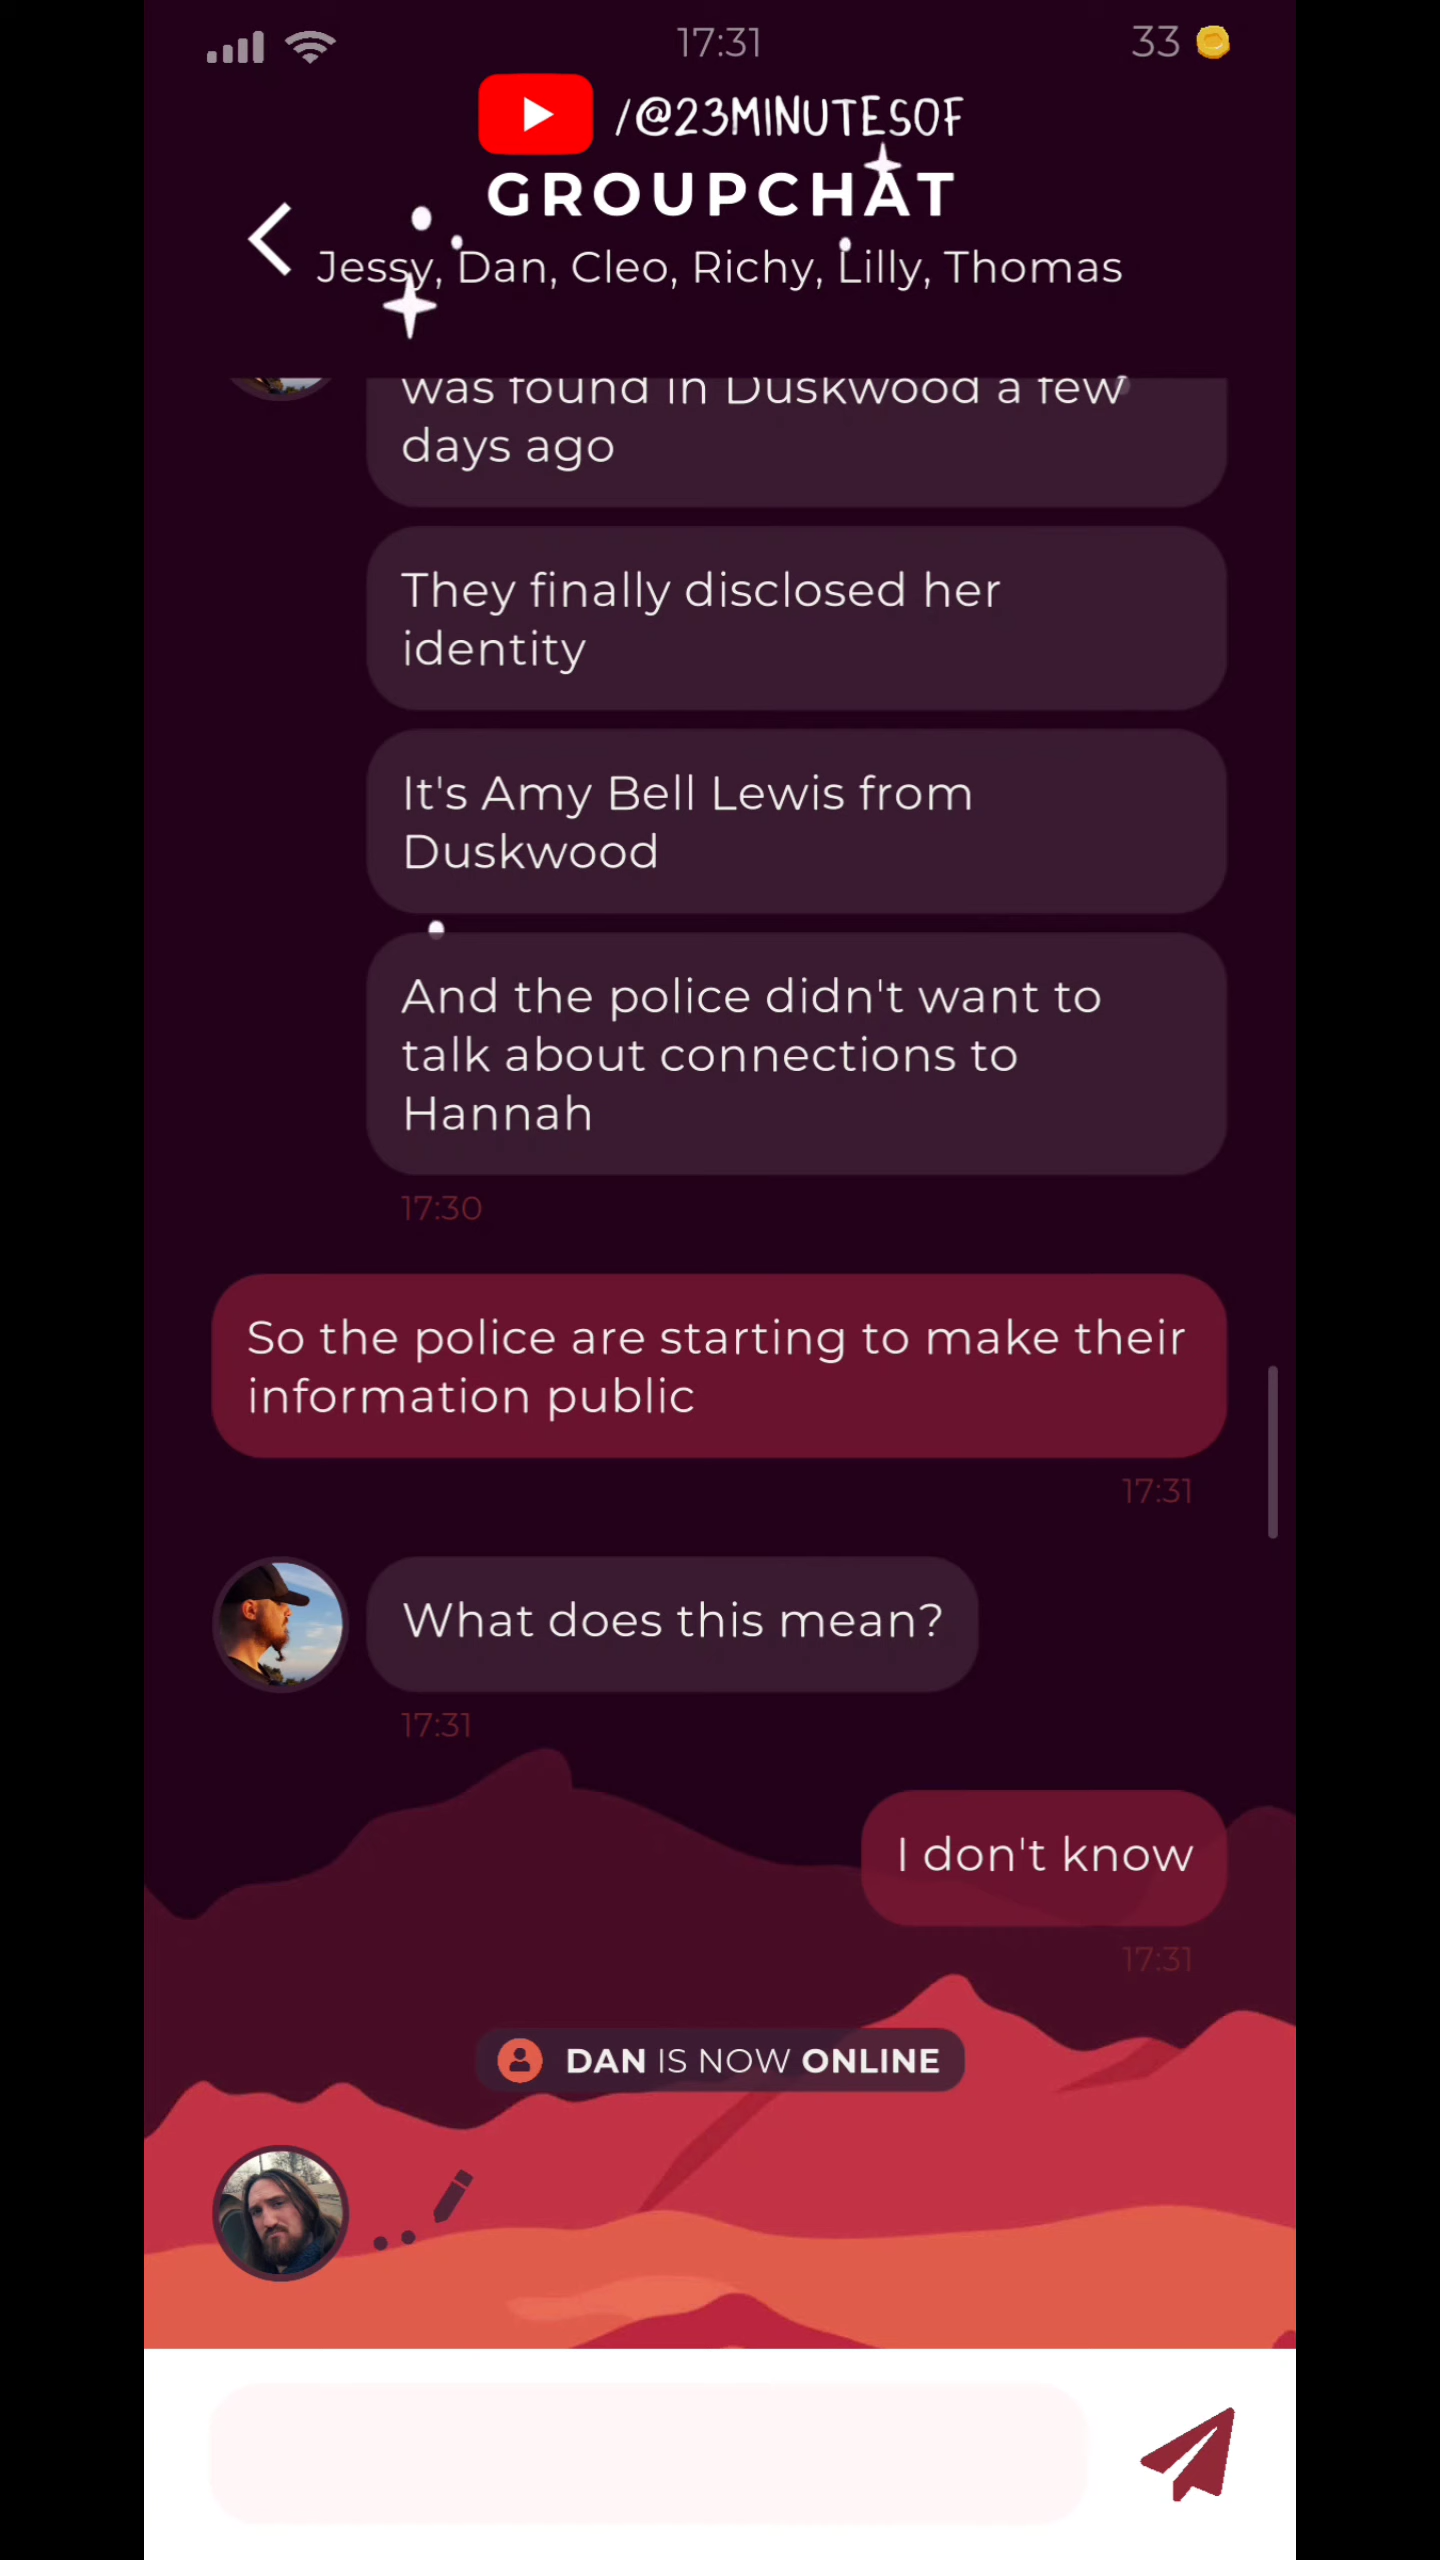 17:31
33
/@23MINUTESOF
GROUPCHAT
Jessy, Dan, Cleo, Richy, Lilly, Thomas
was found in Duskwood a few
days ago
They finally disclosed her
identity
It's Amy Bell Lewis from
Duskwood
And the police didn't want to
talk about connections to
Hannah
17:30
So the police are starting to make their
information public
17:31
What does this mean?
17:31
I don't know
17:31
DAN IS NOW ONLINE